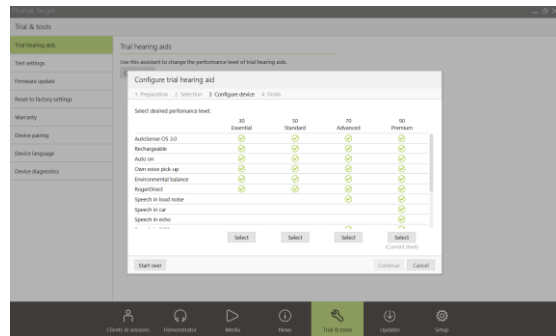 Phonak Target
Trial & tools
Trial hearing aids
Test settings
Firmware update
Reset to factory settings
Warranty
Device pairing
Device language
Device diagnostics
Trial hearing aids
Use this assistant to change the performance level of trial hearing aids.
Configure trial hearing aid
1 Preparation 2 Selection 3 Configure device 4 Finish
Select desired performance level.
30 50 70 90
Essential Standard Advanced Premium
AutoSense OS 3.0
Rechargeable
Auto on
Own voice pick-up
Environmental balance
RogerDirect
Speech in loud noise
Speech in car
Speech in echo
Select Select Select Select
(Current level)
Start over Continue Cancel
Clients & sessions Demonstrator Media News Trial & tools Updates Setup